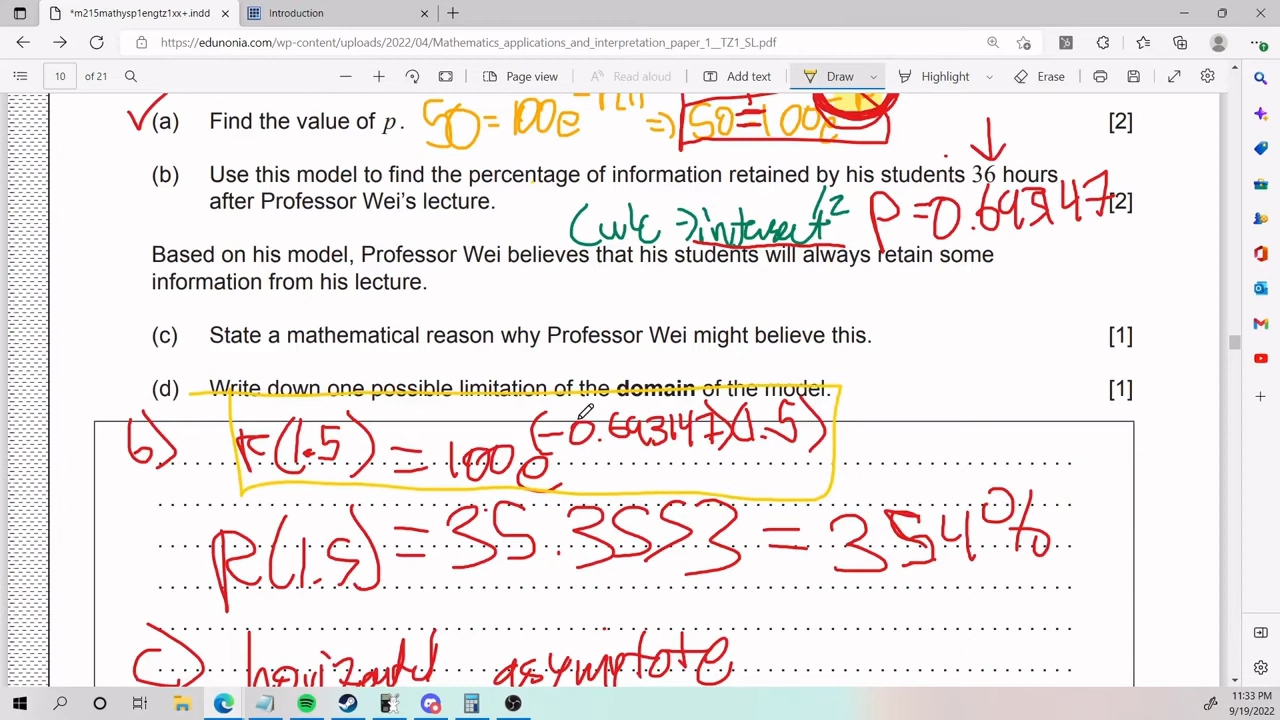 *m215mathysp1engtz1xx+.indd
Introduction
https://edunonia.com/wp-content/uploads/2022/04/Mathematics_applications_and_interpretation_paper_1__TZ1_SL.pdf
10 of 21
Page view
Read aloud
Add text
Draw
Highlight
Erase
(a) Find the value of p. 50 = 100e => 50 = 100e [2]
(b) Use this model to find the percentage of information retained by his students 36 hours
after Professor Wei's lecture. [2]
calc => intersect p = 0.693147
Based on his model, Professor Wei believes that his students will always retain some
information from his lecture.
(c) State a mathematical reason why Professor Wei might believe this. [1]
(d) Write down one possible limitation of the domain of the model. [1]
b) R(1.5) = 100e (-0.693147)(1.5)
R(1.5) = 35.3553 = 35.4%
c) horizontal asymptote
11:33 PM
9/19/2022